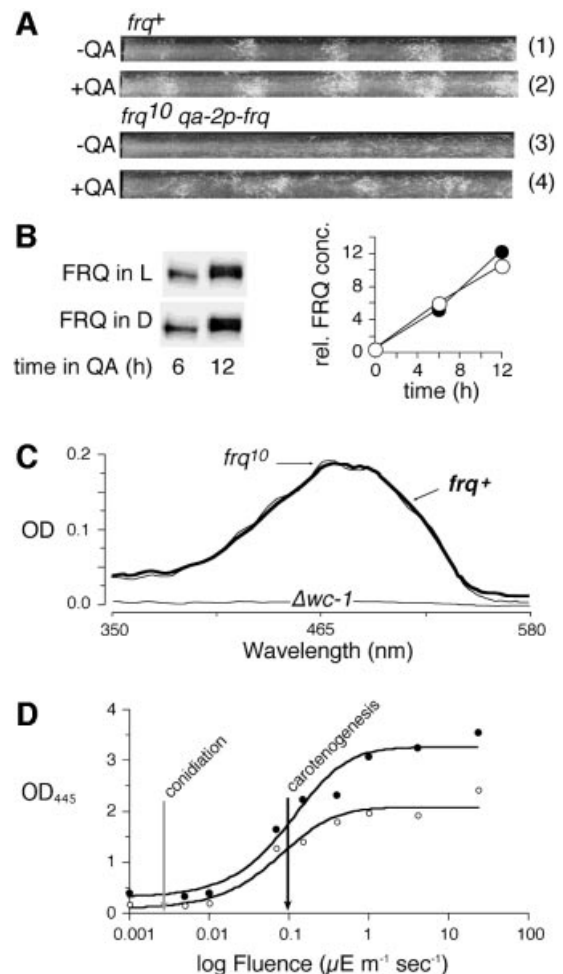 A
frq+
-QA (1)
+QA (2)
frq10 qa-2p-frq
-QA (3)
+QA (4)
B
FRQ in L
FRQ in D
time in QA (h) 6 12
rel. FRQ conc.
12
8
4
0
0 4 8 12
time (h)
C
OD
0.2
0.1
0.0
frq10
frq+
Δwc-1
350 465 580
Wavelength (nm)
D
OD445
4
3
2
1
0
conidiation
carotenogenesis
0.001 0.01 0.1 1 10 100
log Fluence (µE m-1 sec-1)